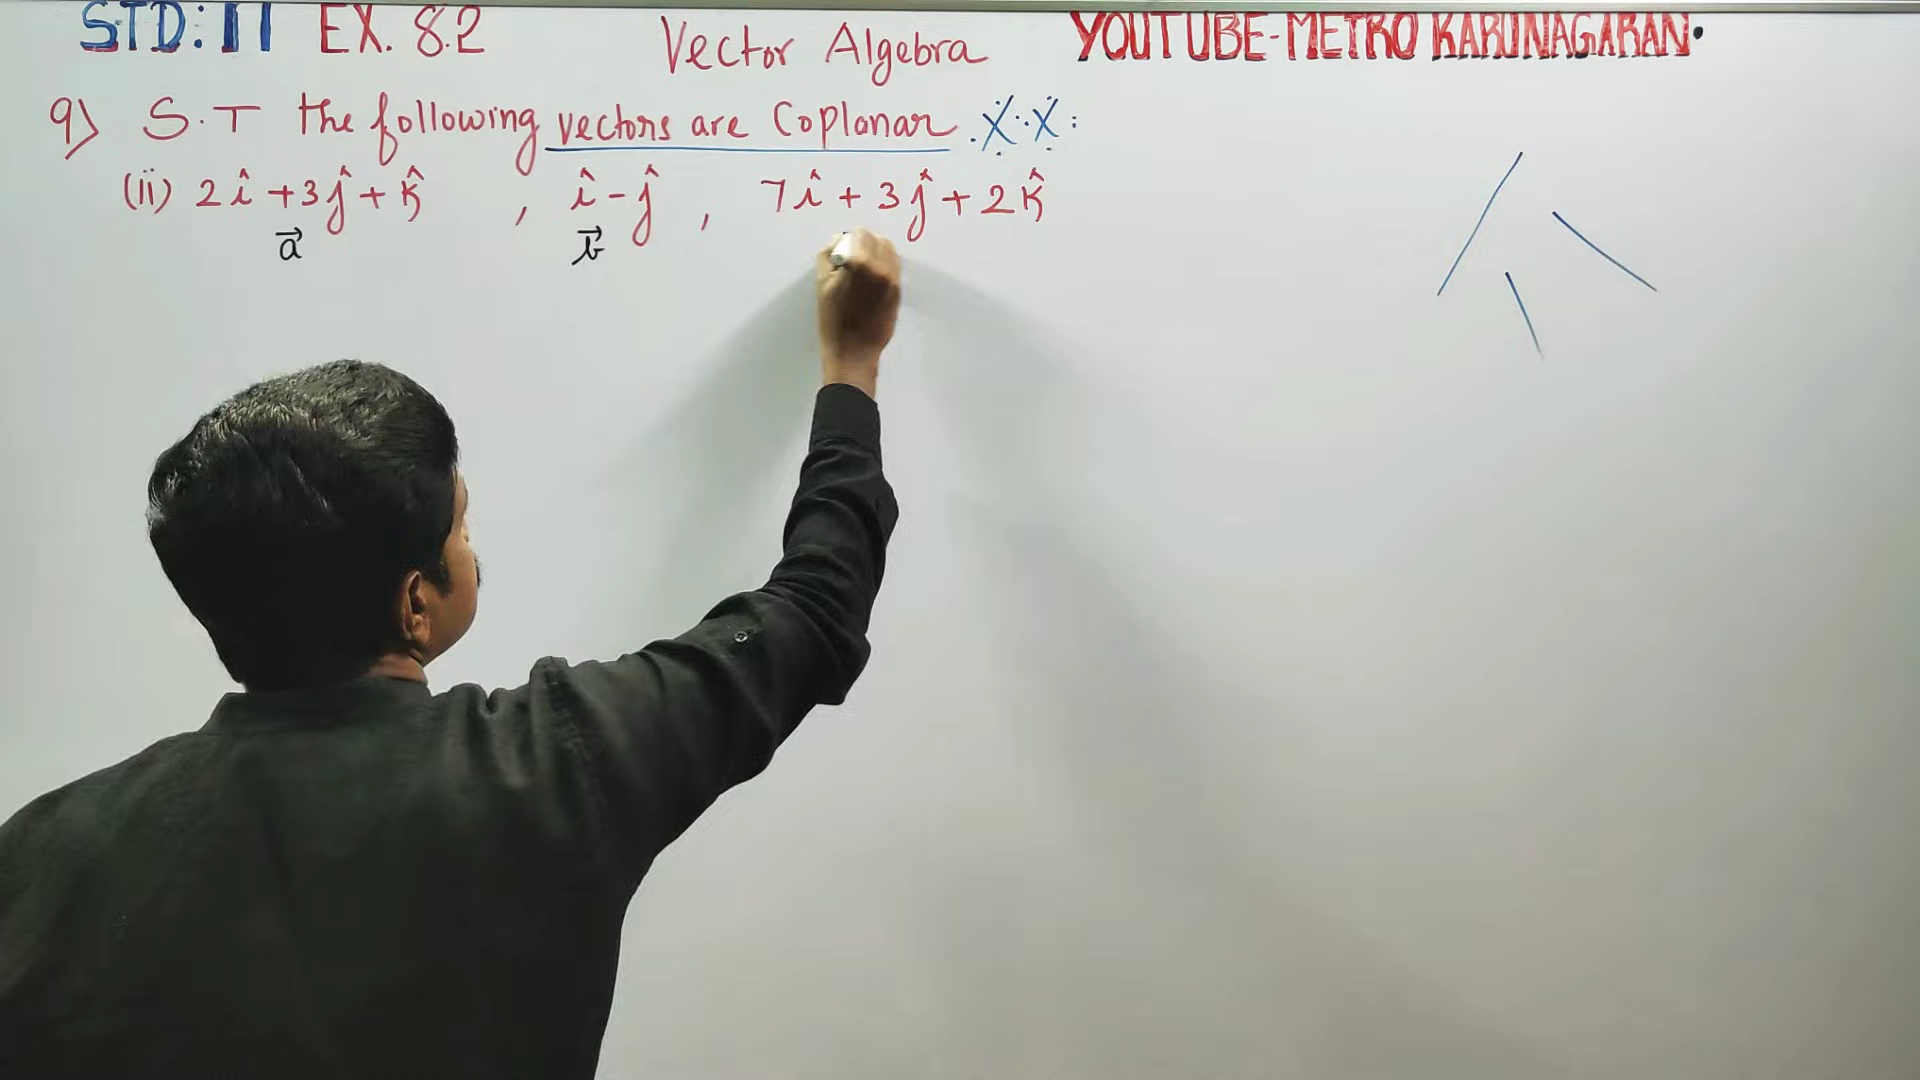 STD: 11 EX. 8.2 Vector Algebra YOUTUBE-METRO KARUNAGARAN.
9) S.T the following vectors are Coplanar.
(ii) 2î + 3ĵ + k̂ , î - ĵ , 7î + 3ĵ + 2k̂
a⃗ b⃗